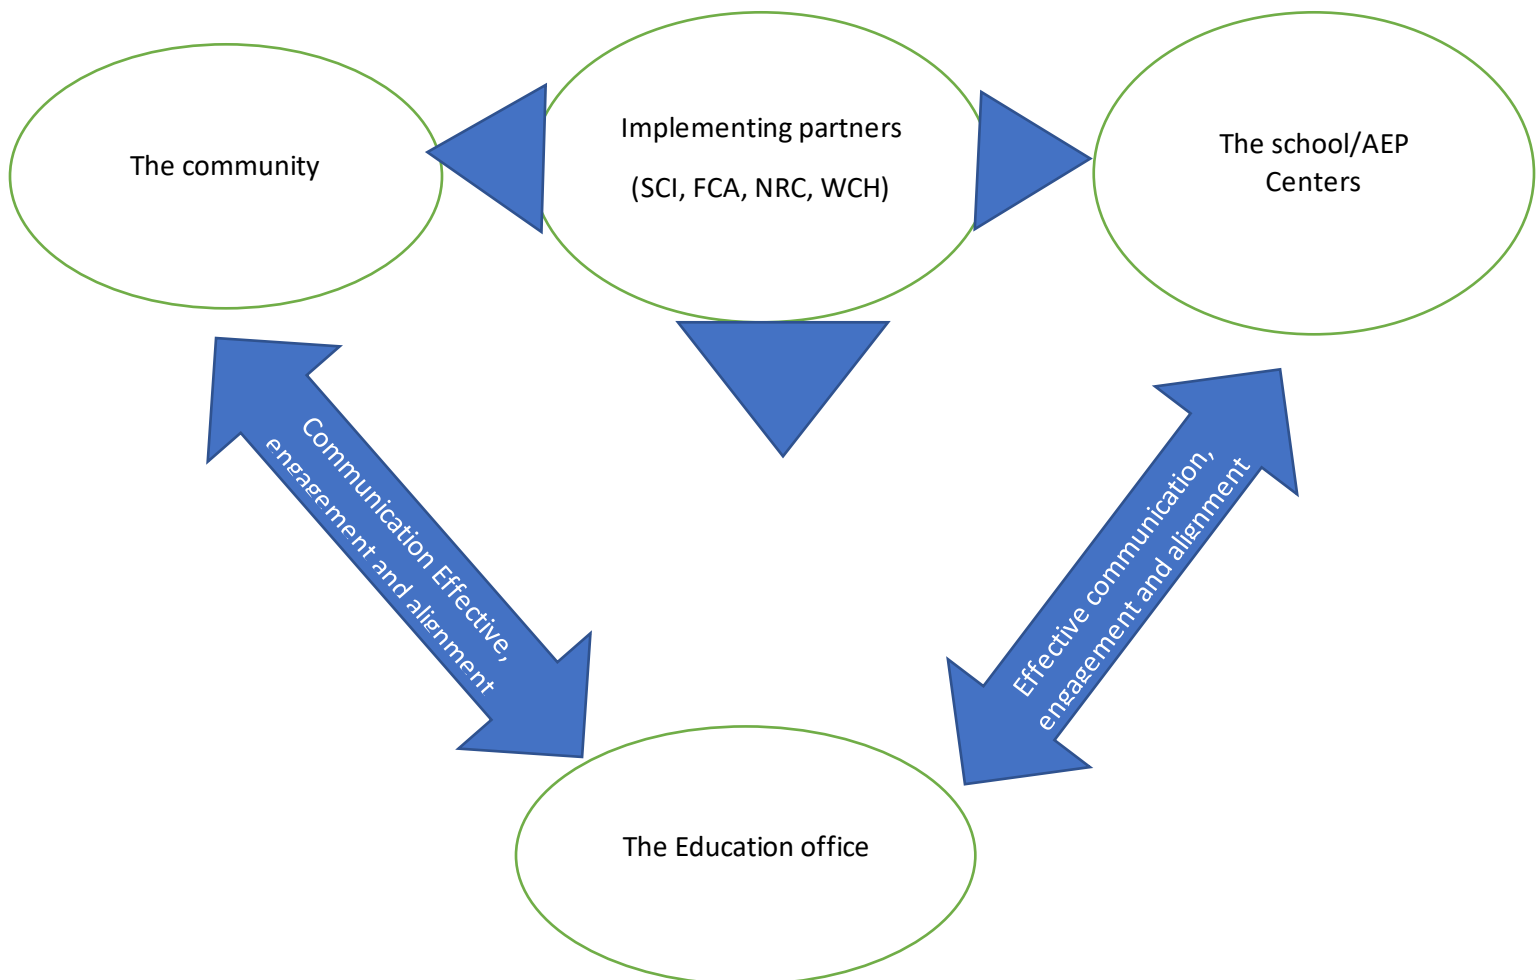 The community
Implementing partners
(SCI, FCA, NRC, WCH)
The school/AEP
Centers
Communication Effective,
engagement and alignment
Effective communication,
engagement and alignment
The Education office